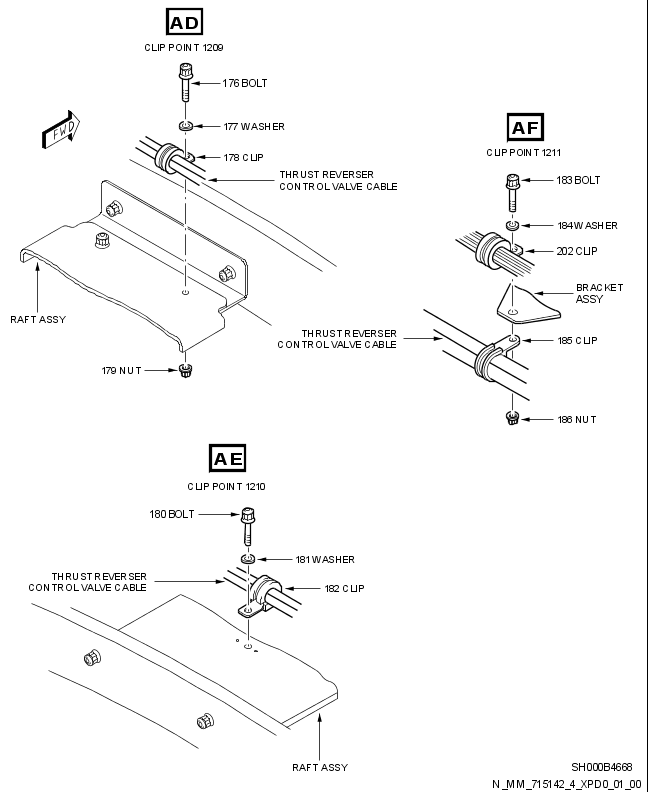 AD
CLIP POINT 1209
176 BOLT
177 WASHER
178 CLIP
THRUST REVERSER
CONTROL VALVE CABLE
FWD
RAFT ASSY
179 NUT
AF
CLIP POINT 1211
183 BOLT
184 WASHER
202 CLIP
BRACKET
ASSY
THRUST REVERSER
CONTROL VALVE CABLE
185 CLIP
186 NUT
AE
CLIP POINT 1210
180 BOLT
181 WASHER
THRUST REVERSER
CONTROL VALVE CABLE
182 CLIP
RAFT ASSY
SH000B4668
N_MM_715142_4_XPD0_01_00